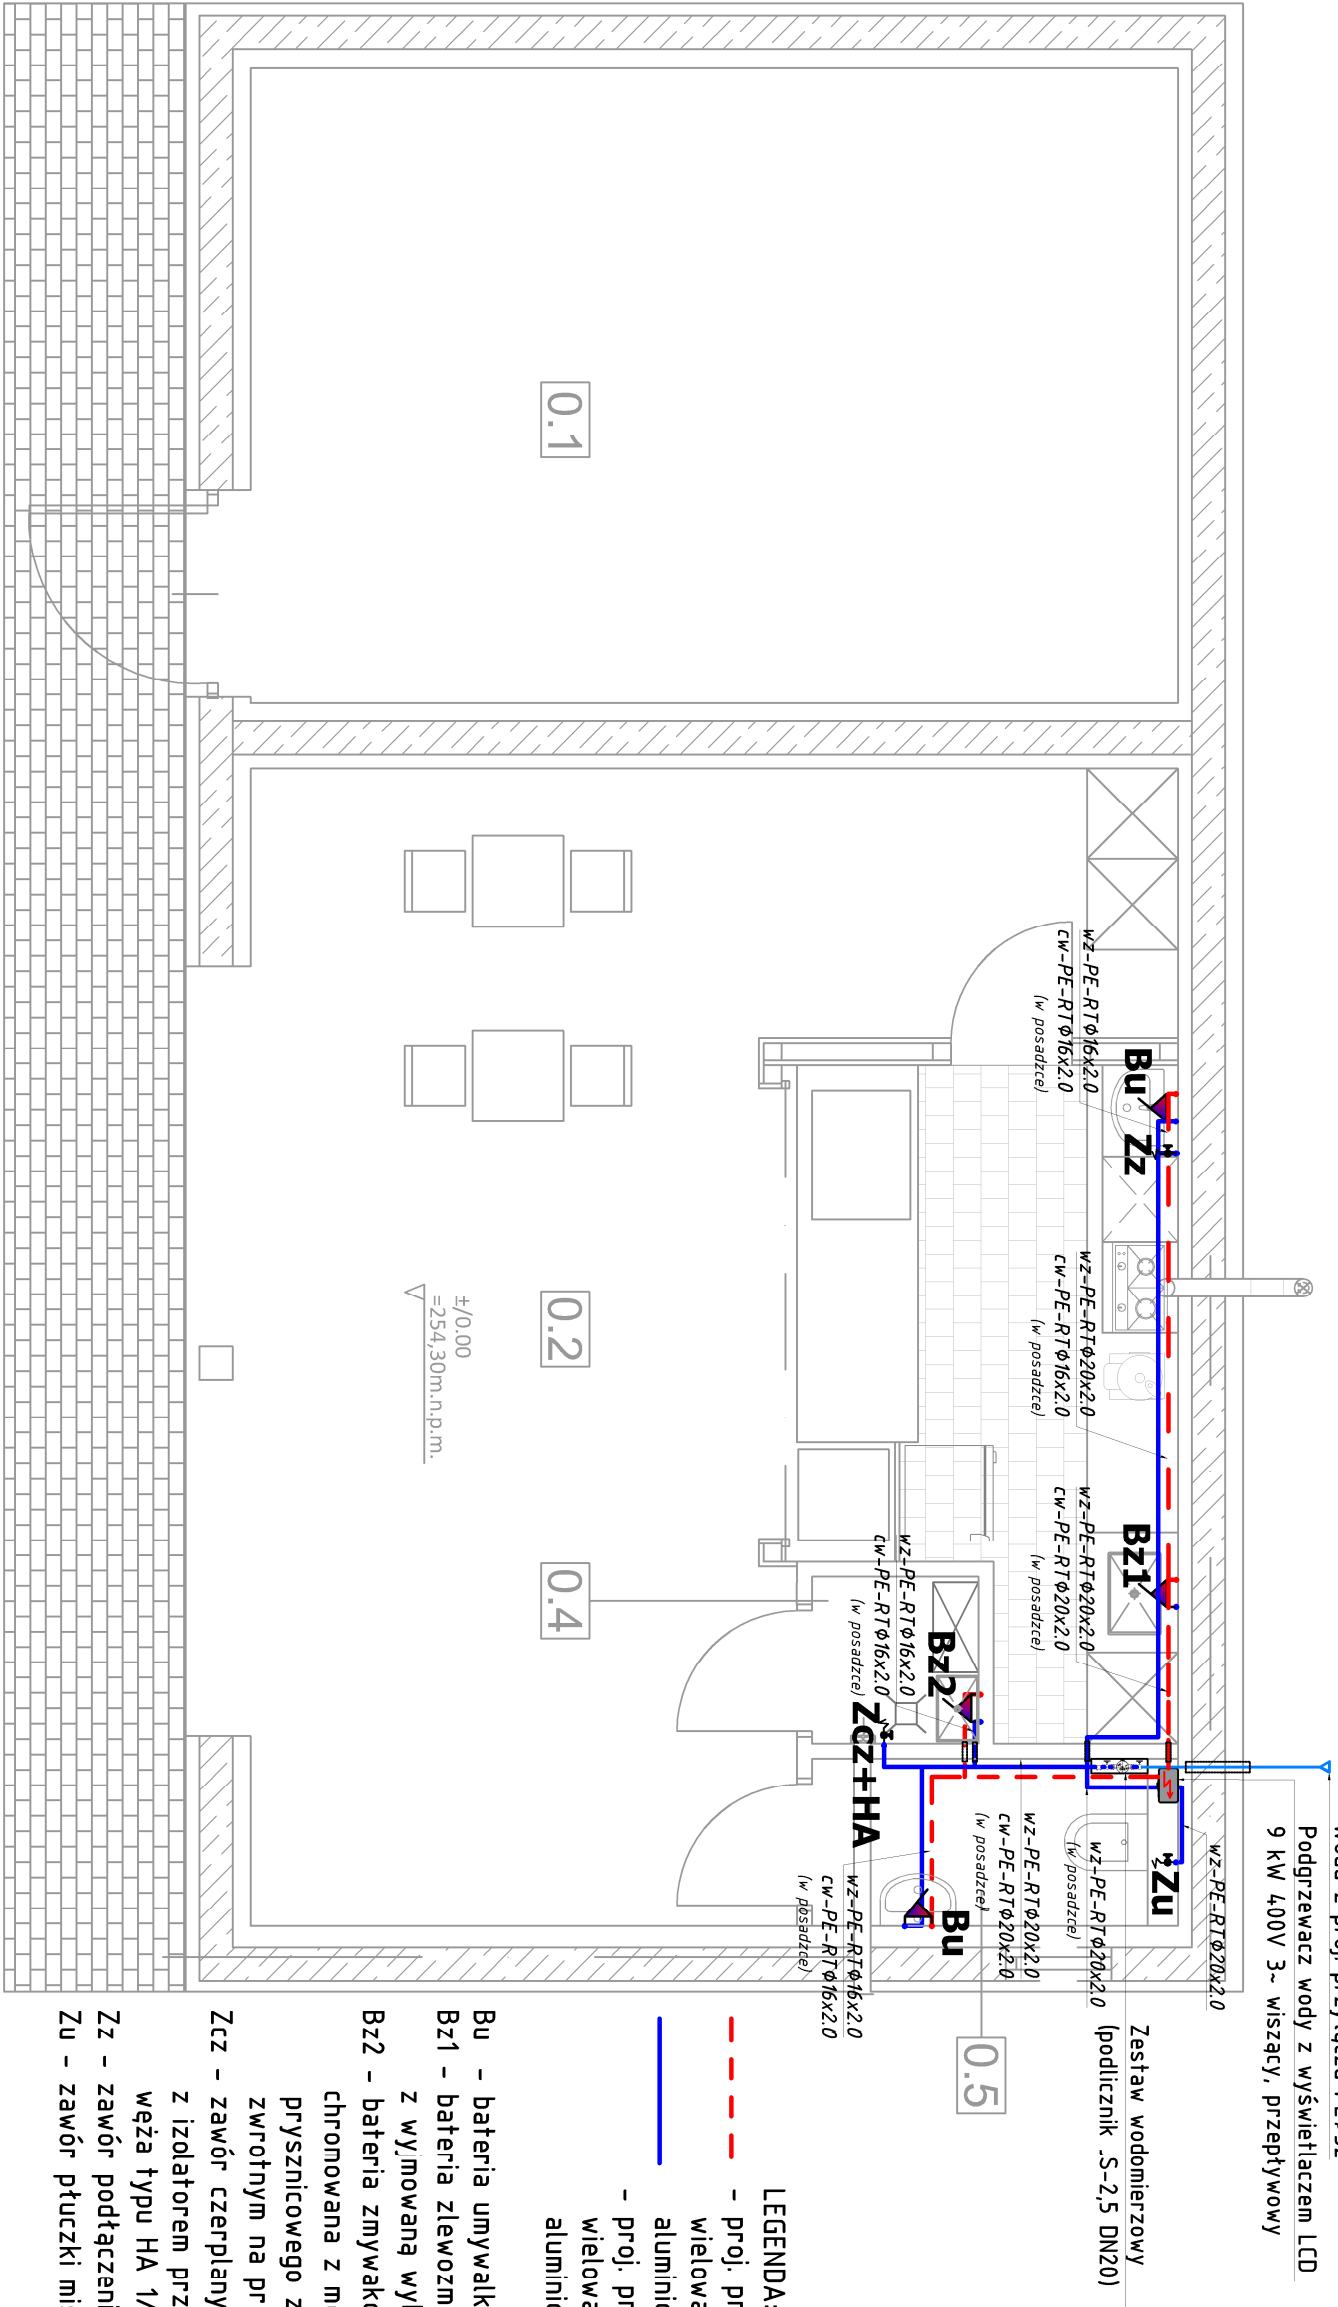 woda z proj. przyłącza
Podgrzewacz wody z wyświetlaczem LCD
9 kW 400V 3~ wiszący, przepływowy
wz-PE-RTΦ20x2.0
Zestaw wodomierzowy
(podlicznik JS-2,5 DN20)
wz-PE-RTΦ16x2.0
cw-PE-RTΦ16x2.0
(w posadzce)
Bu
Zz
wz-PE-RTΦ20x2.0
cw-PE-RTΦ16x2.0
(w posadzce)
wz-PE-RTΦ20x2.0
cw-PE-RTΦ20x2.0
(w posadzce)
Bz1
Zu
wz-PE-RTΦ20x2.0
(w posadzce)
wz-PE-RTΦ20x2.0
cw-PE-RTΦ20x2.0
(w posadzce)
wz-PE-RTΦ16x2.0
cw-PE-RTΦ16x2.0
(w posadzce)
Bz2
Zcz+HA
Bu
wz-PE-RTΦ16x2.0
cw-PE-RTΦ16x2.0
(w posadzce)
0.1
0.2
0.4
0.5
±/0.00
=254,30m.n.p.m.
LEGENDA:
- proj. pr
wielowa
aluminio
- proj. pr
wielowa
aluminio
Bu - bateria umywalk
Bz1 - bateria zlewozm
z wyjmowaną wyl
Bz2 - bateria zmywako
chromowana z m
prysznicowego z
zwrotnym na pr
Zcz - zawór czerpalny
z izolatorem prz
węża typu HA 1/
Zz - zawór podłączeni
Zu - zawór płuczki mi